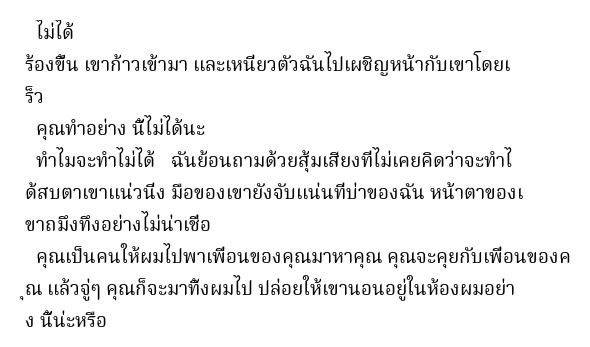 ไม่ได้
ร้องขึ้น เขาก้าวเข้ามา และเหนี่ยวตัวฉันไปเผชิญหน้ากับเขาโดยเ
ร็ว
คุณทำอย่าง นี้ไม่ได้นะ
ทำไมจะทำไม่ได้ ฉันย้อนถามด้วยสุ้มเสียงที่ไม่เคยคิดว่าจะทำไ
ด้สบตาเขาแน่วนิ่ง มือของเขายังจับแน่นที่บ่าของฉัน หน้าตาของเ
ขาถมึงทึงอย่างไม่น่าเชื่อ
คุณเป็นคนให้ผมไปพาเพื่อนของคุณมาหาคุณ คุณจะคุยกับเพื่อนของค
ุณ แล้วจู่ๆ คุณก็จะมาทิ้งผมไป ปล่อยให้เขานอนอยู่ในห้องผมอย่า
ง นี้น่ะหรือ